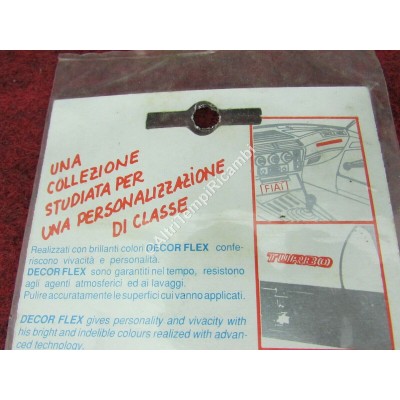 UNA
COLLEZIONE
STUDIATA PER
UNA PERSONALIZZAZIONE
DI CLASSE
Realizzati con brillanti colori DECOR FLEX confe-
riscono vivacità e personalità.
DECOR FLEX sono garantiti nel tempo, resistono
agli agenti atmosferici ed ai lavaggi.
Pulire accuratamente le superfici cui vanno applicati.
DECOR FLEX gives personality and vivacity with
his bright and indelible colours realized with advan-
ced technology.
FIAT
AltriTempiRicambi